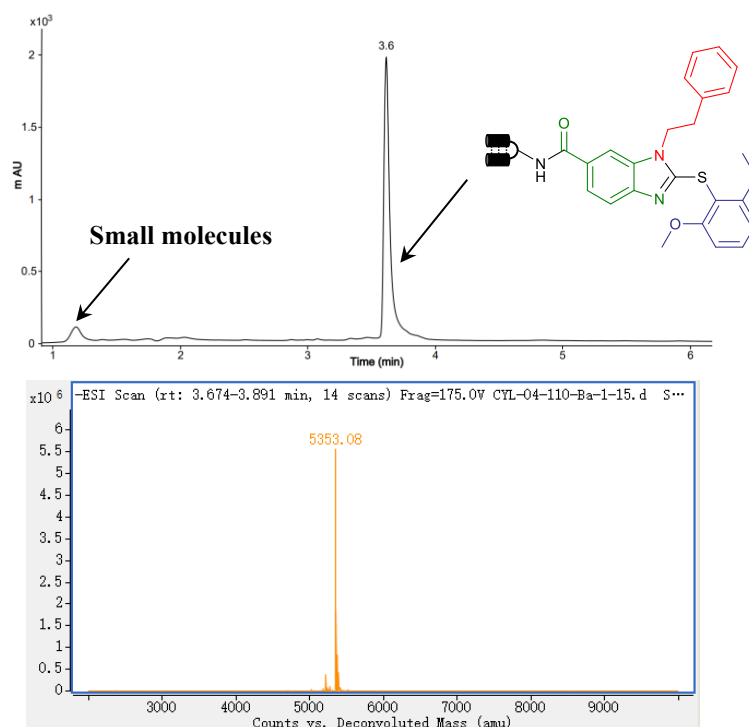 x10³
3.6
2
1.5
m AU
1
Small molecules
0.5
0
1 2 3 4 5 6
Time (min)
O
N
H
N
N
S
O
x10 ⁶
-ESI Scan (rt: 3.674-3.891 min, 14 scans) Frag=175.0V CYL-04-110-Ba-1-15.d S···
5353.08
6
5.5
5
4.5
4
3.5
3
2.5
2
1.5
1
0.5
0
3000 4000 5000 6000 7000 8000 9000
Counts vs. Deconvoluted Mass (amu)